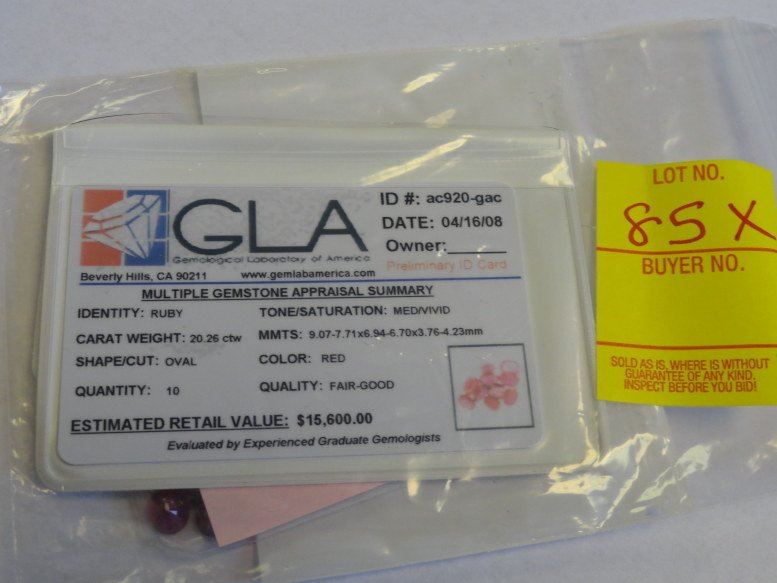 GLA
Gemological Laboratory of America
Beverly Hills, CA 90211 www.gemlabamerica.com
ID #: ac920-gac
DATE: 04/16/08
Owner:
Preliminary ID Card
MULTIPLE GEMSTONE APPRAISAL SUMMARY
IDENTITY: RUBY TONE/SATURATION: MED/VIVID
CARAT WEIGHT: 20.26 ctw MMTS: 9.07-7.71x6.94-6.70x3.76-4.23mm
SHAPE/CUT: OVAL COLOR: RED
QUANTITY: 10 QUALITY: FAIR-GOOD
ESTIMATED RETAIL VALUE: $15,600.00
Evaluated by Experienced Graduate Gemologists
LOT NO.
85X
BUYER NO.
SOLD AS IS, WHERE IS WITHOUT
GUARANTEE OF ANY KIND.
INSPECT BEFORE YOU BID!